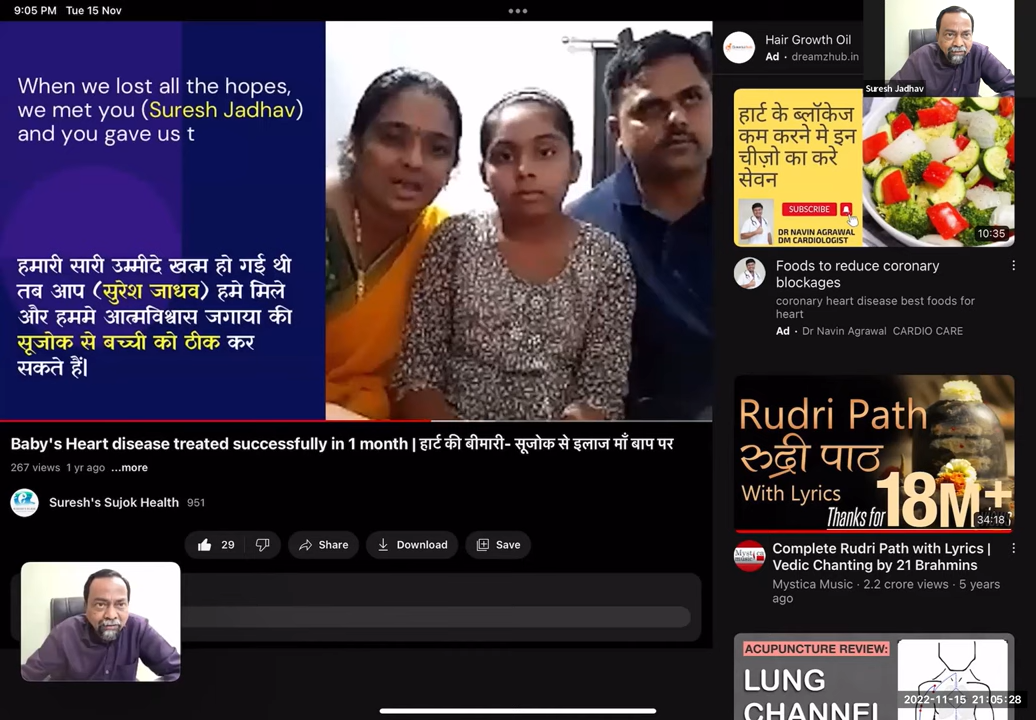 9:05 PM Tue 15 Nov
When we lost all the hopes,
we met you (Suresh Jadhav)
and you gave us t
हमारी सारी उम्मीदे खत्म हो गई थी
तब आप (सुरेश जाधव) हमे मिले
और हममे आत्मविश्वास जगाया की
सूजोक से बच्ची को ठीक कर
सकते हैं|
Baby's Heart disease treated successfully in 1 month | हार्ट की बीमारी- सूजोक से इलाज माँ बाप पर
267 views 1 yr ago ...more
Suresh's Sujok Health 951
29
Share
Download
Save
Hair Growth Oil
Ad · dreamzhub.in
Suresh Jadhav
हार्ट के ब्लॉकेज
कम करने मे इन
चीज़ो का करे
सेवन
SUBSCRIBE
DR NAVIN AGRAWAL
DM CARDIOLOGIST
10:35
Foods to reduce coronary
blockages
coronary heart disease best foods for
heart
Ad · Dr Navin Agrawal CARDIO CARE
Rudri Path
रुद्री पाठ
With Lyrics
Thanks for 18M+
34:18
Complete Rudri Path with Lyrics |
Vedic Chanting by 21 Brahmins
Mystica Music · 2.2 crore views · 5 years
ago
ACUPUNCTURE REVIEW:
LUNG
CHANNEL
2022-11-15 21:05:28